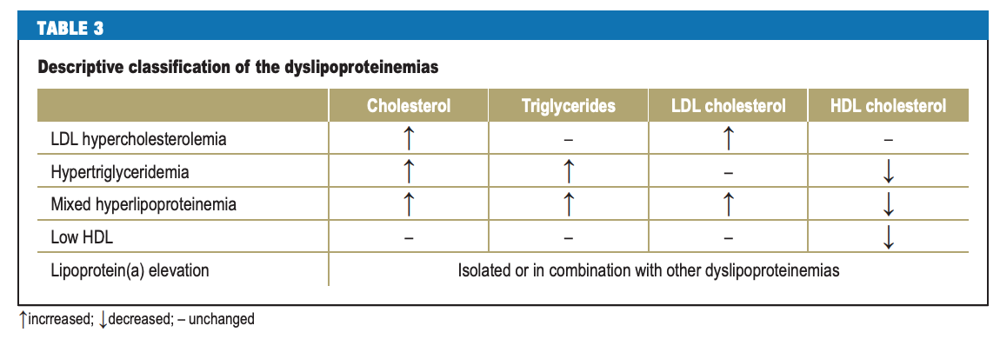 TABLE 3
Descriptive classification of the dyslipoproteinemias
Cholesterol Triglycerides LDL cholesterol HDL cholesterol
LDL hypercholesterolemia ↑ – ↑ –
Hypertriglyceridemia ↑ ↑ – ↓
Mixed hyperlipoproteinemia ↑ ↑ ↑ ↓
Low HDL – – – ↓
Lipoprotein(a) elevation Isolated or in combination with other dyslipoproteinemias
↑incrreased; ↓decreased; – unchanged